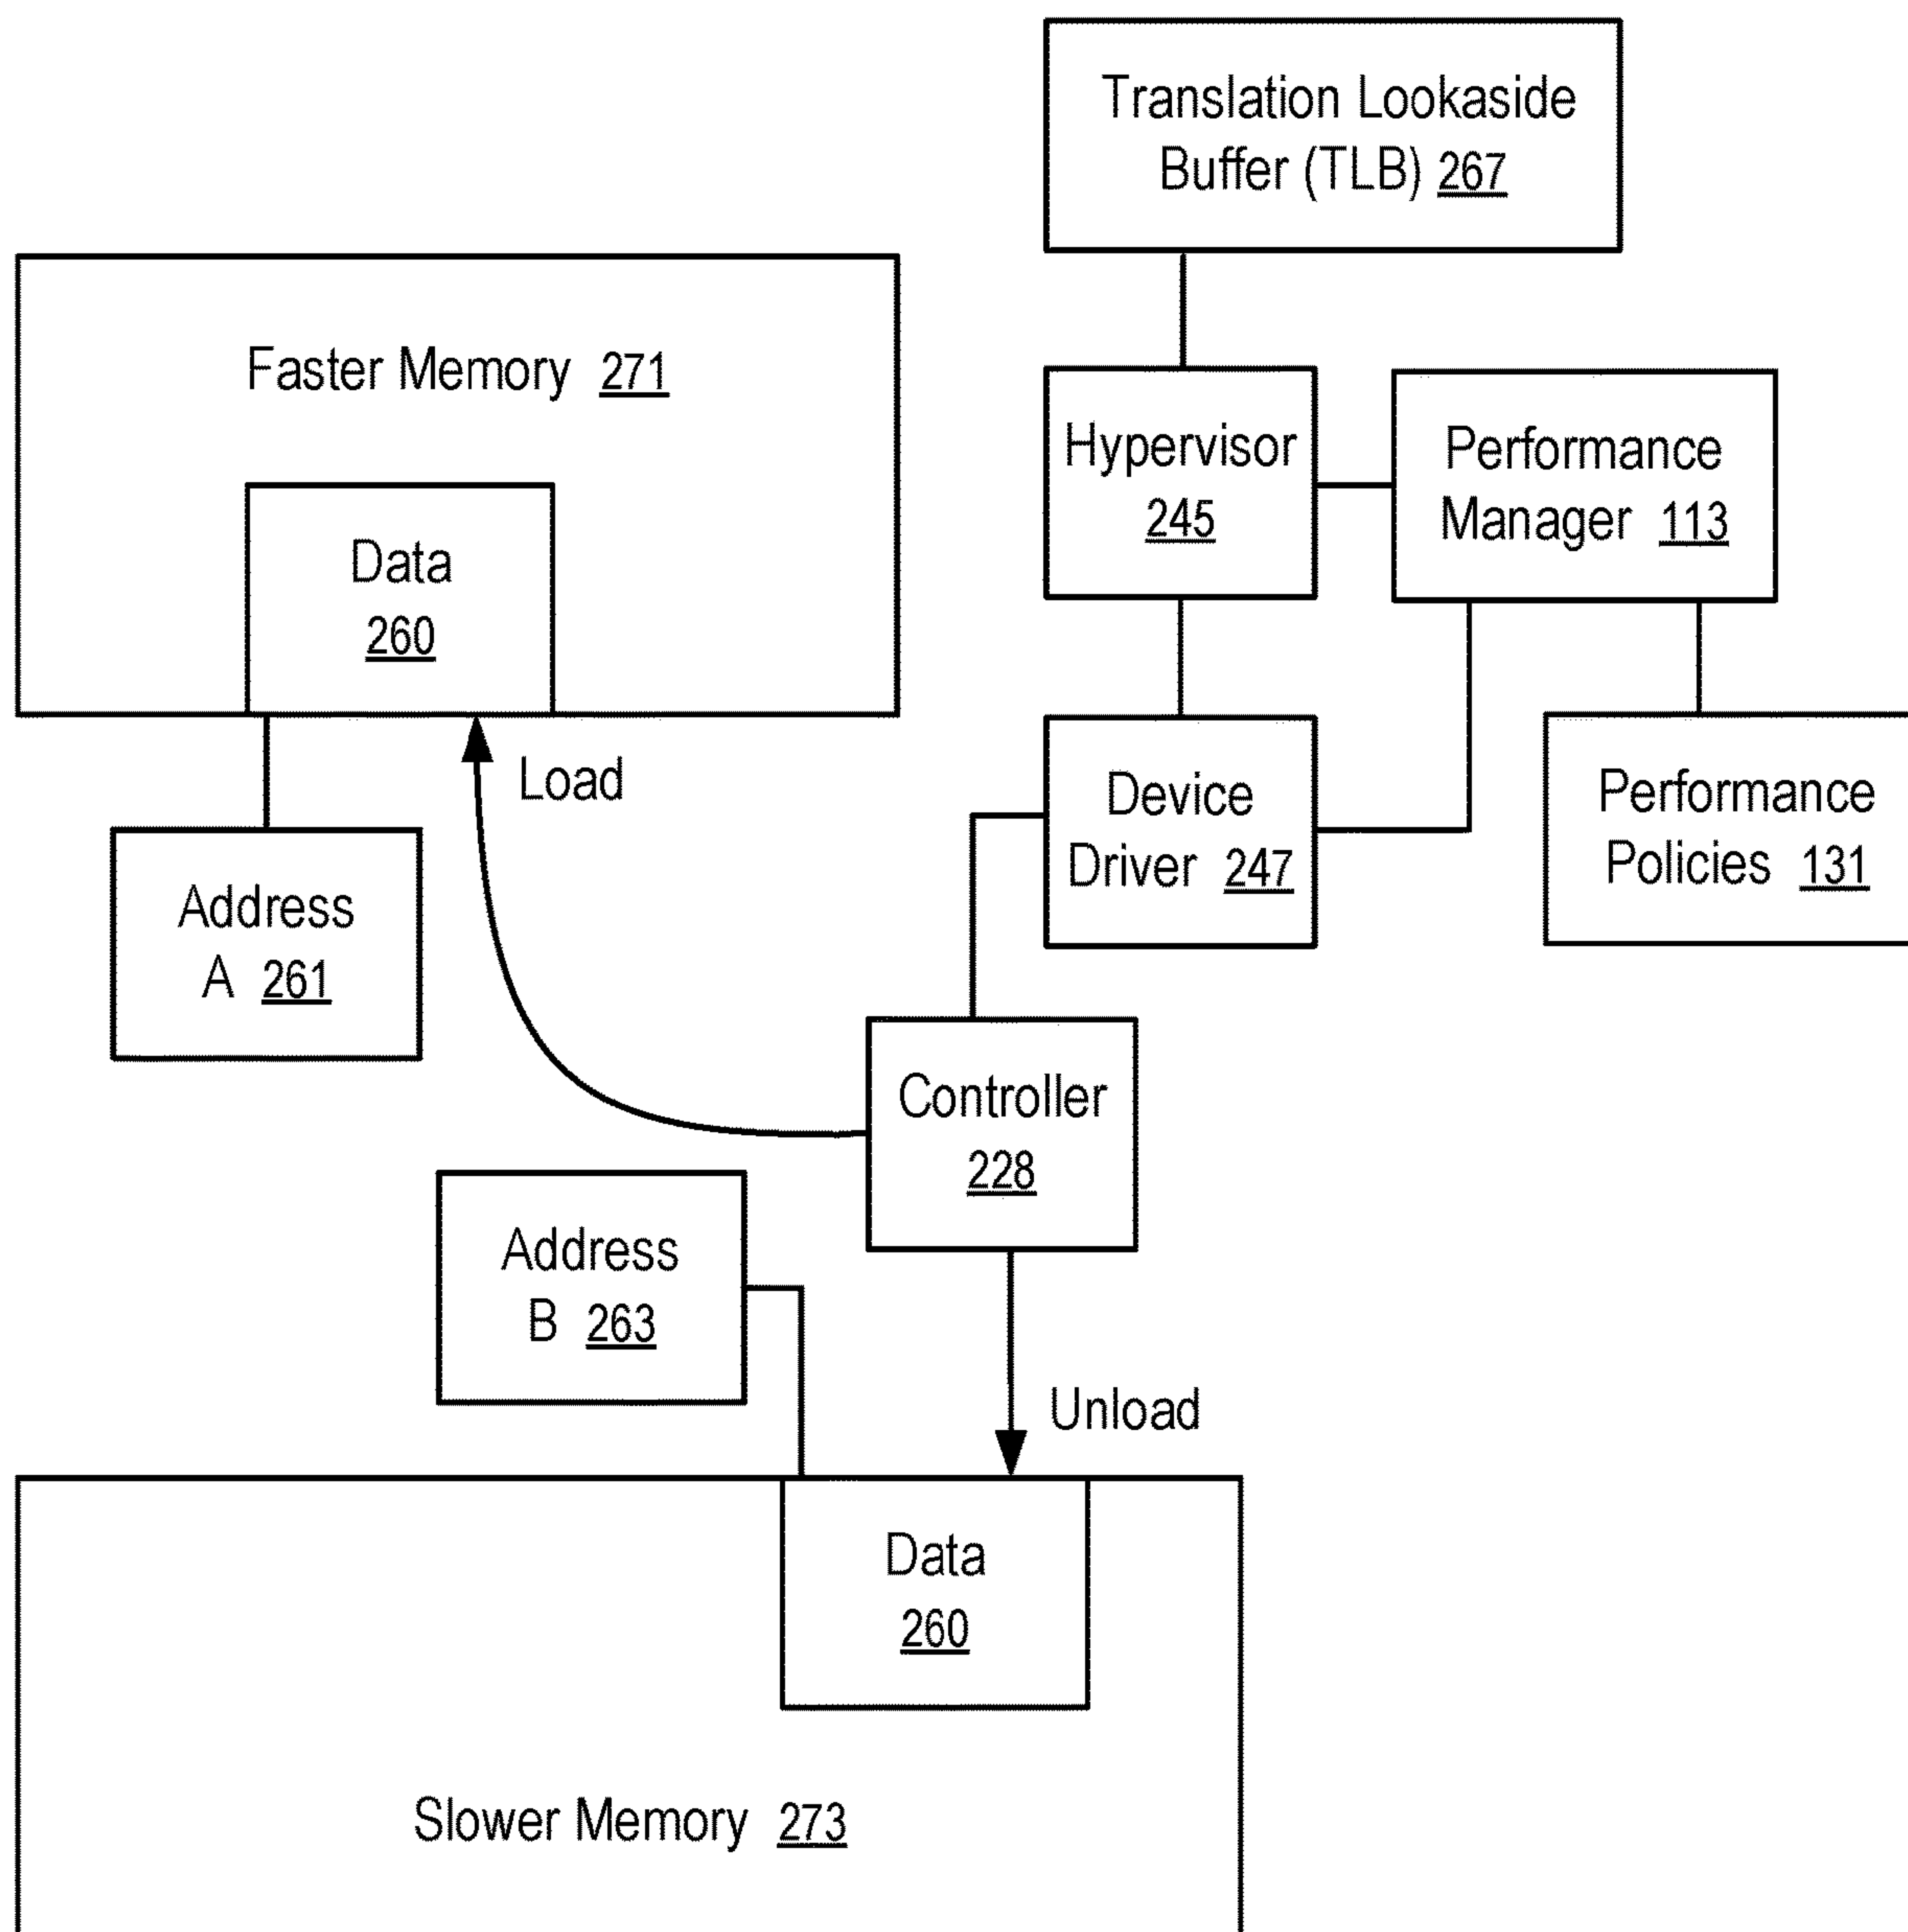 Translation Lookaside
Buffer (TLB) 267
Faster Memory 271
Hypervisor
245
Performance
Manager 113
Data
260
Load
Device
Driver 247
Performance
Policies 131
Address
A 261
Controller
228
Address
B 263
Unload
Data
260
Slower Memory 273